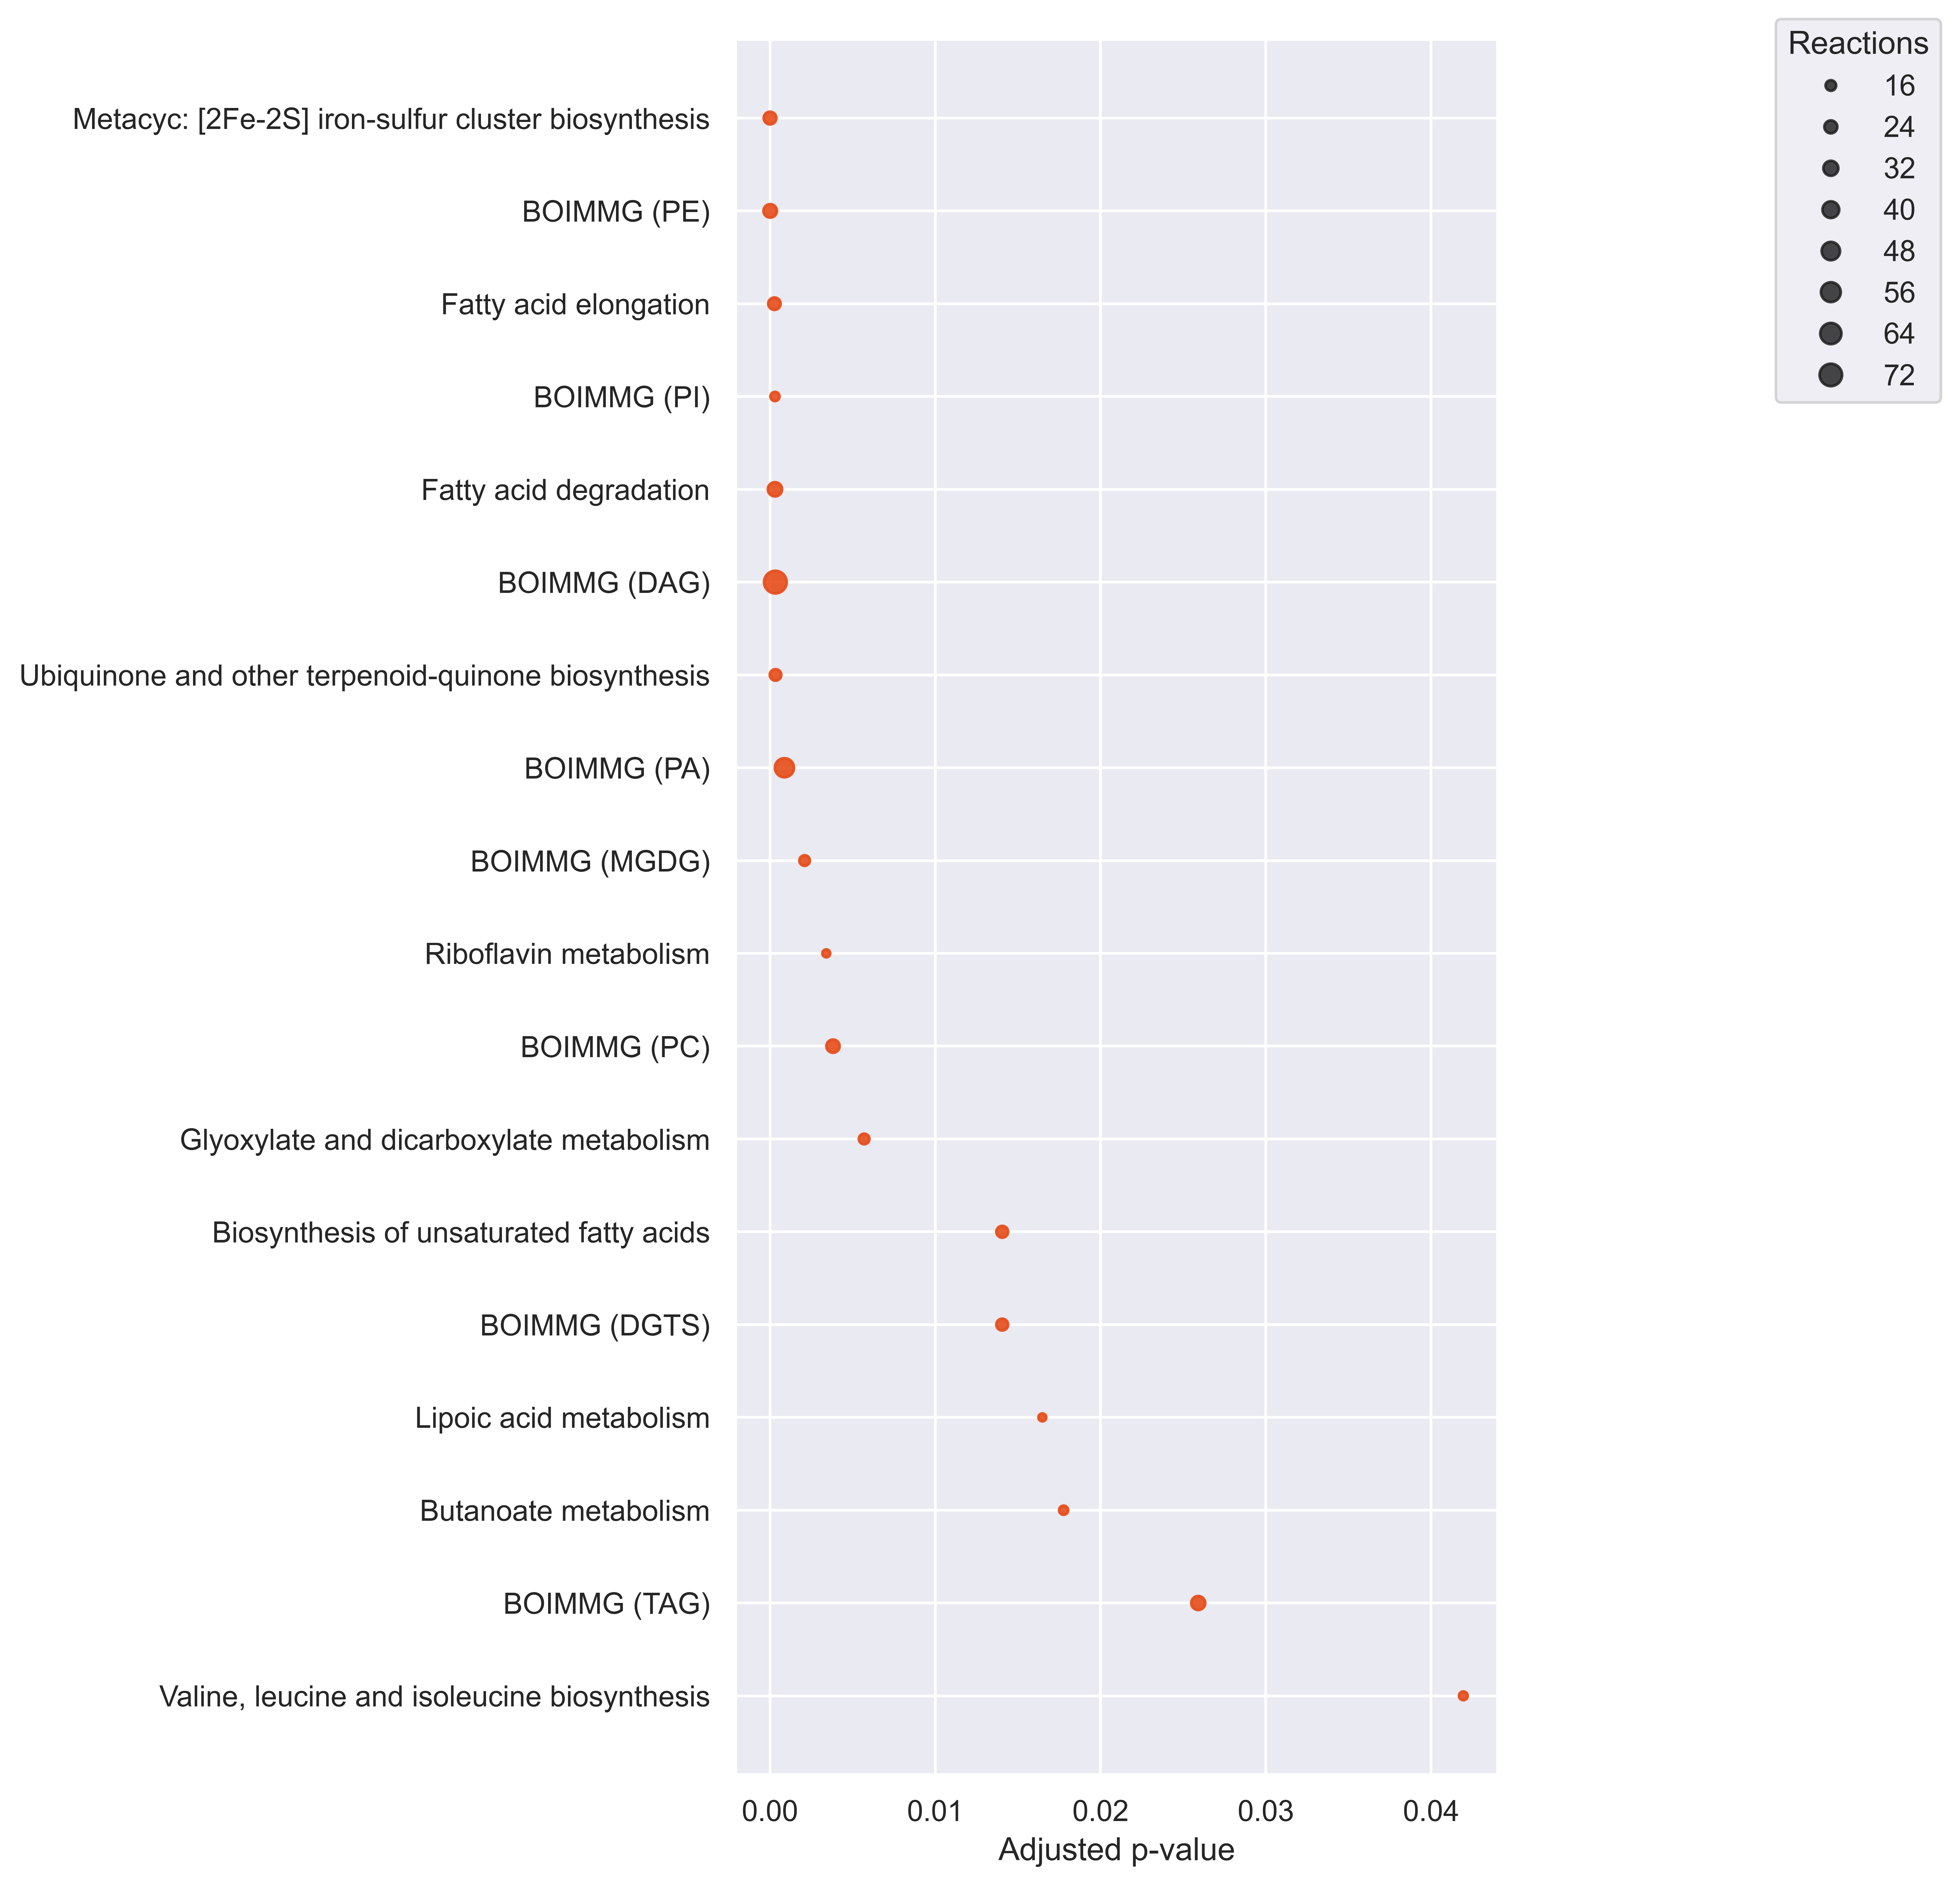 Reactions
16
24
32
40
48
56
64
72
Metacyc: [2Fe-2S] iron-sulfur cluster biosynthesis
BOIMMG (PE)
Fatty acid elongation
BOIMMG (PI)
Fatty acid degradation
BOIMMG (DAG)
Ubiquinone and other terpenoid-quinone biosynthesis
BOIMMG (PA)
BOIMMG (MGDG)
Riboflavin metabolism
BOIMMG (PC)
Glyoxylate and dicarboxylate metabolism
Biosynthesis of unsaturated fatty acids
BOIMMG (DGTS)
Lipoic acid metabolism
Butanoate metabolism
BOIMMG (TAG)
Valine, leucine and isoleucine biosynthesis
0.00 0.01 0.02 0.03 0.04
Adjusted p-value